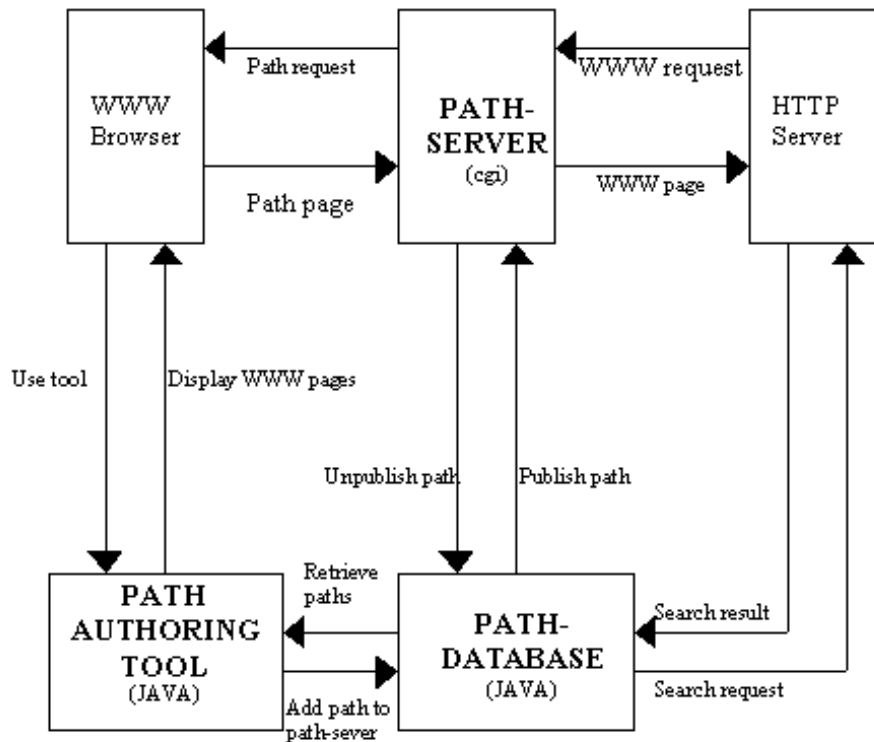 WWW
Browser
Path request
Path page
PATH-
SERVER
(cgi)
WWW request
WWW page
HTTP
Server
Use tool
Display WWW pages
Unpublish path
Publish path
PATH
AUTHORING
TOOL
(JAVA)
Retrieve
paths
Add path to
path-sever
PATH-
DATABASE
(JAVA)
Search result
Search request